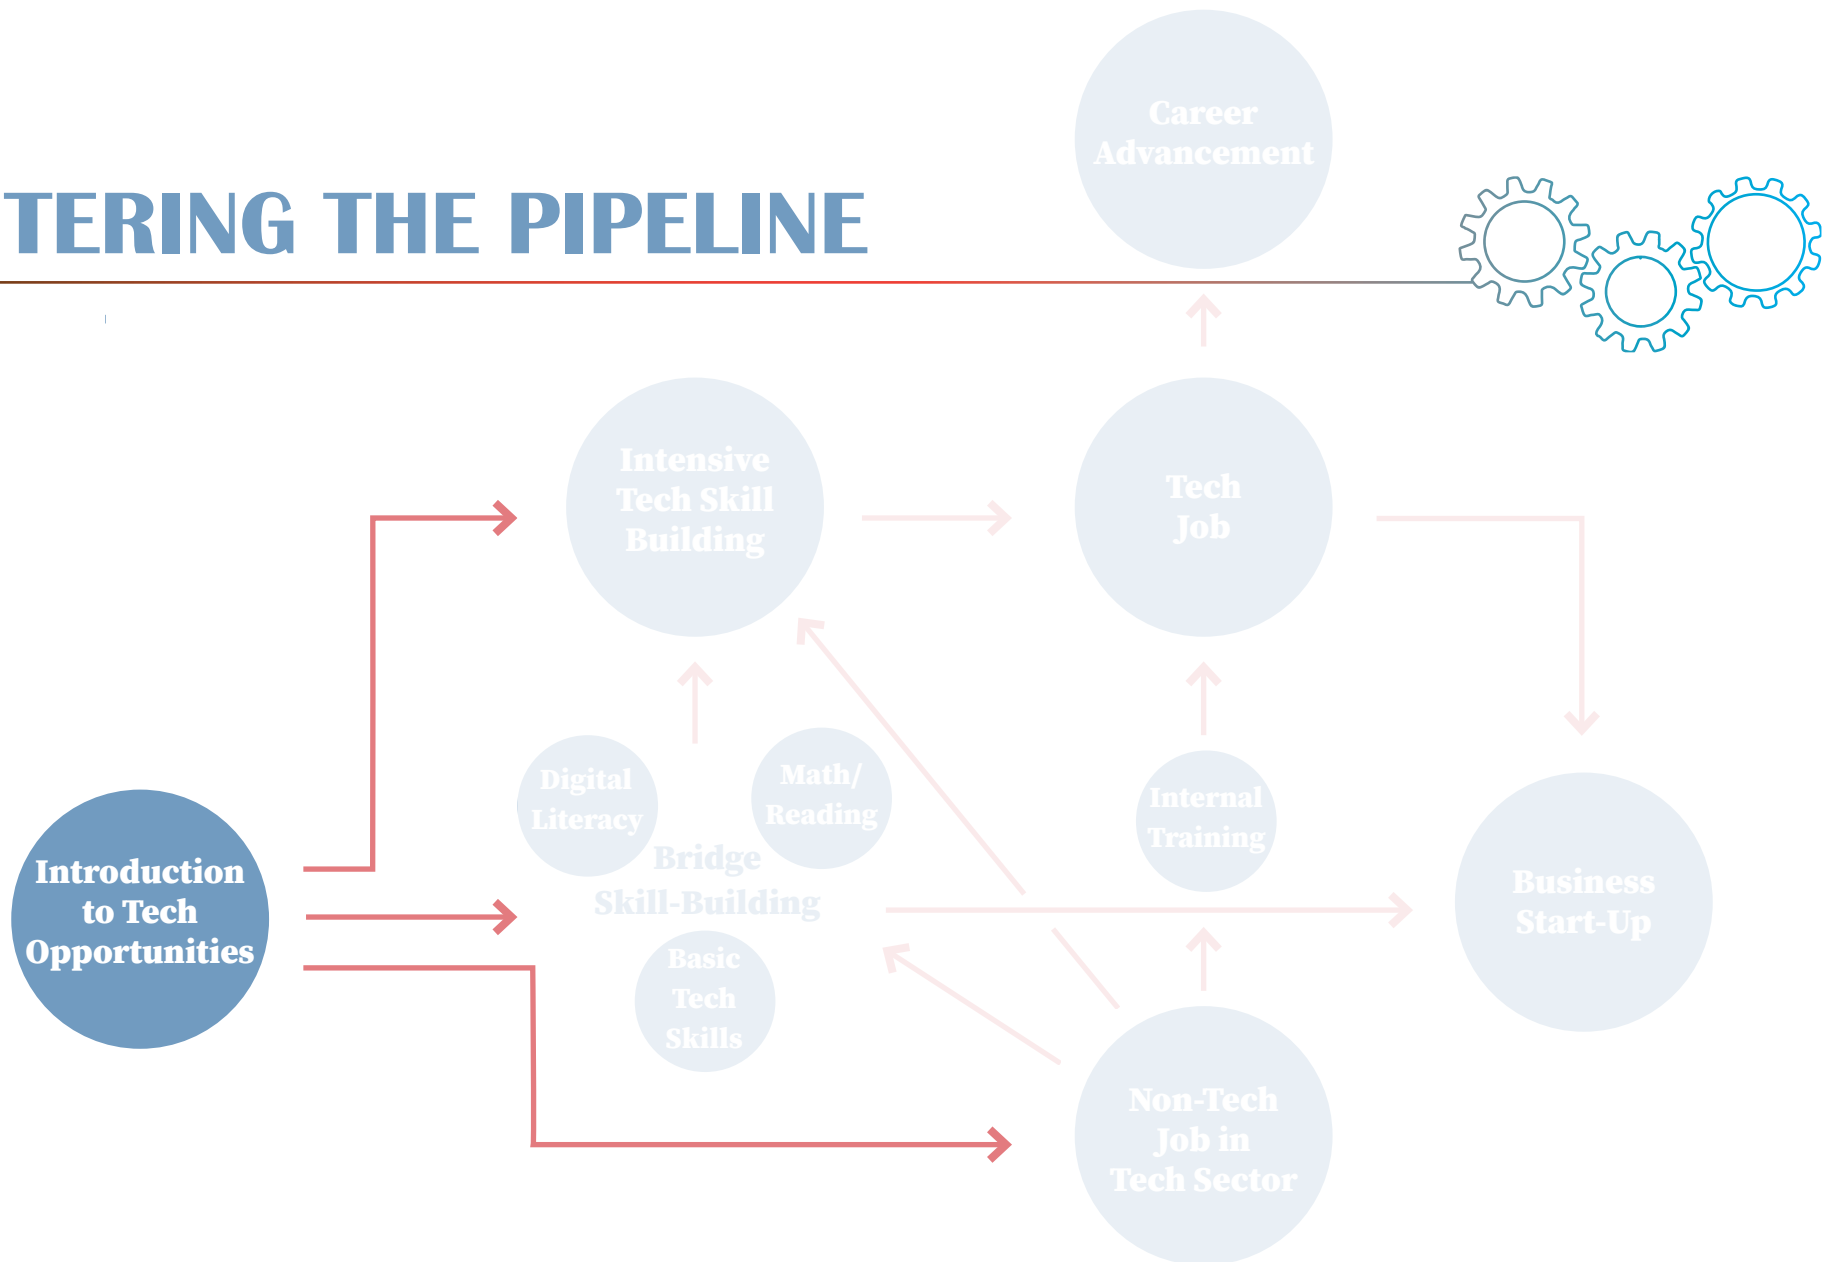 Career
Advancement
TERING THE PIPELINE
Intensive
Tech Skill
Building
Tech
Job
Digital
Literacy
Math/
Reading
Bridge
Skill-Building
Basic
Tech
Skills
Internal
Training
Introduction
to Tech
Opportunities
Business
Start-Up
Non-Tech
Job in
Tech Sector